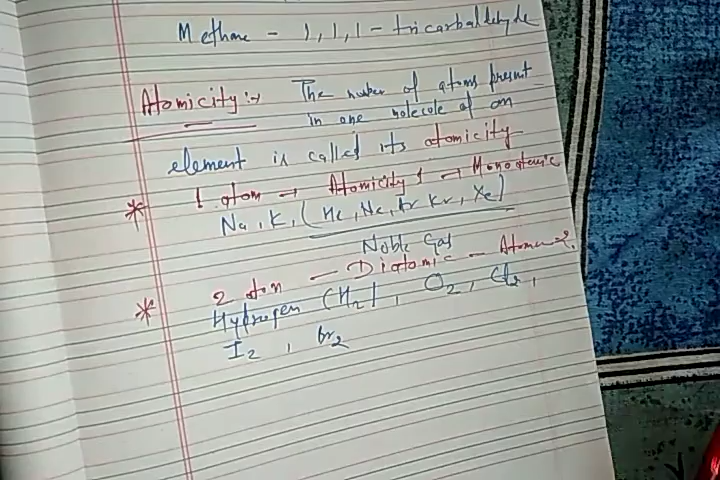 Methane - 1, 1, 1 - tricarbaldehyde
Atomicity :→ The number of atoms present
in one molecule of an
element is called its atomicity
* 1 atom → Atomicity 1 → Monoatomic
Na, K, (He, Ne, Ar Kr, Xe)
Noble Gas
* 2 atom — Diatomic —
Hydrogen (H2), O2, Cl2,
I2, Br2